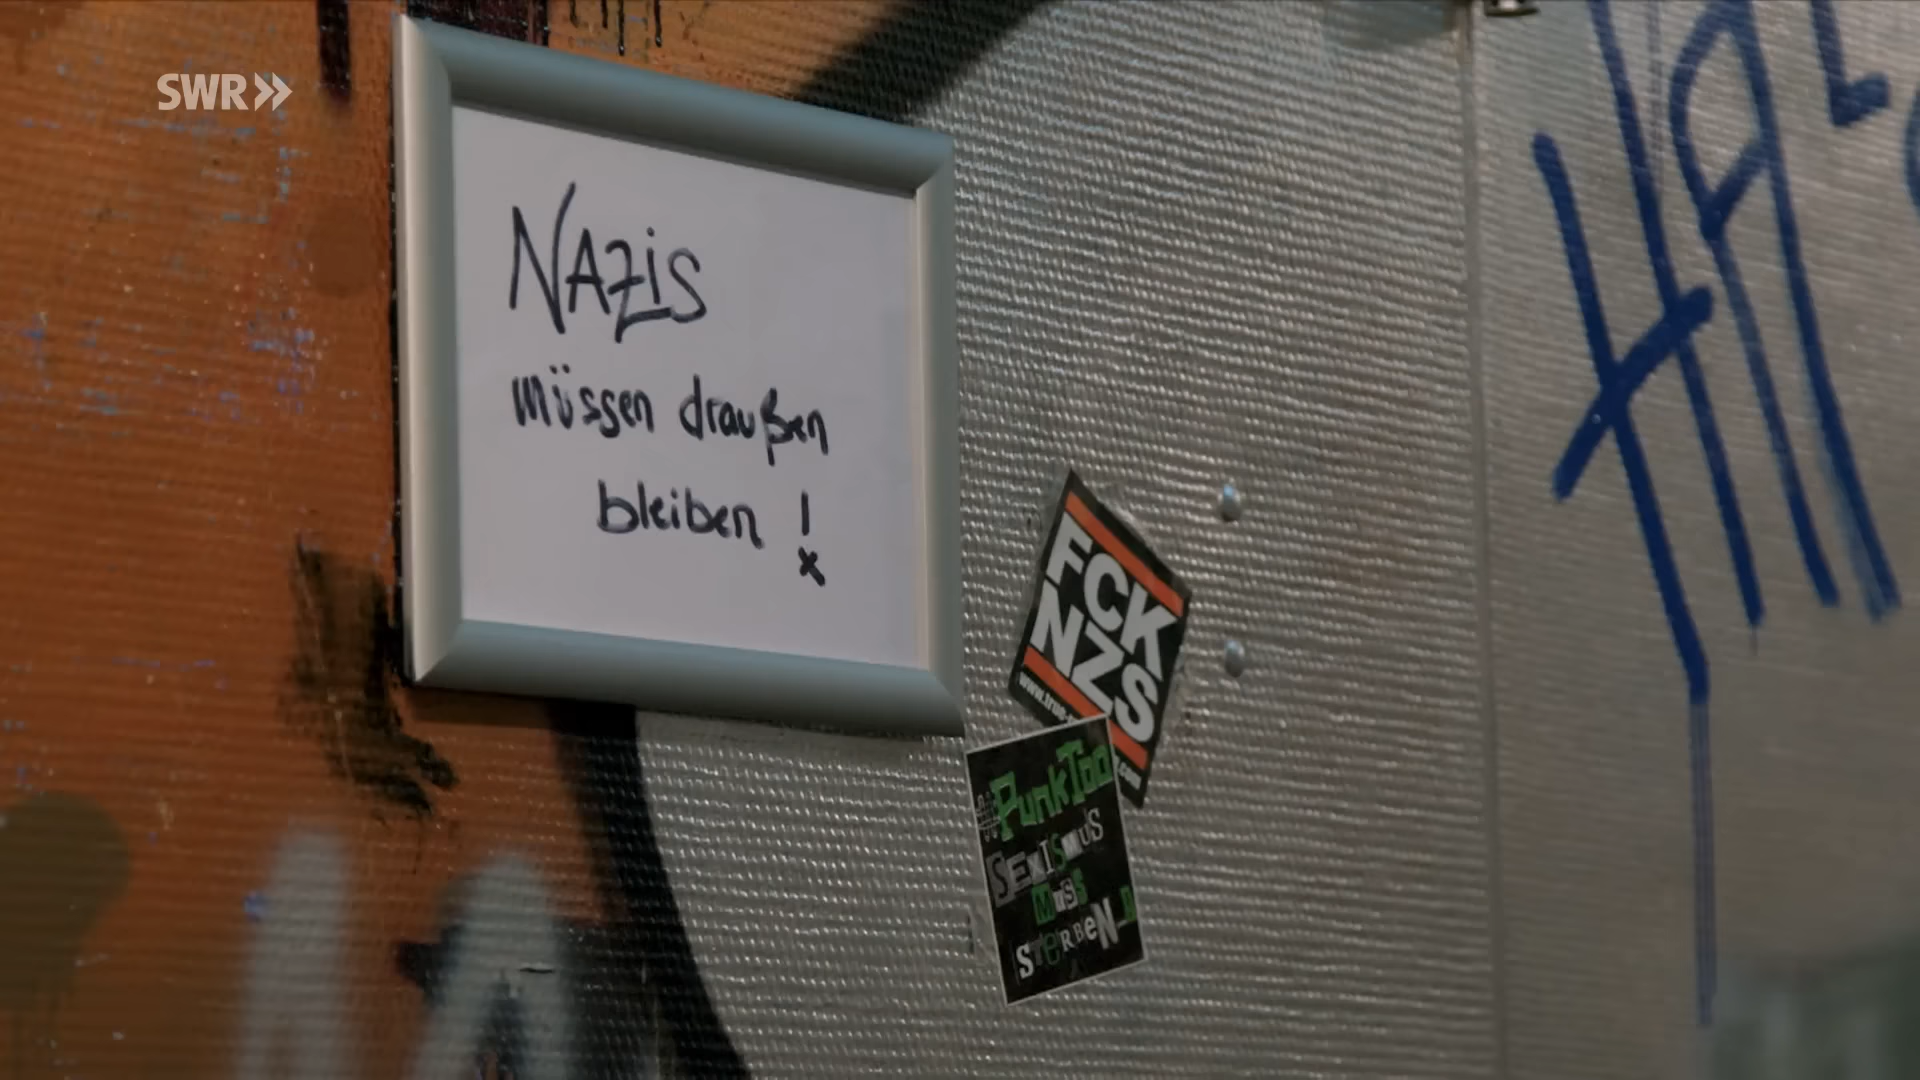 SWR
NAZiS
müssen draußen
bleiben !
FCK
NZS
#PunkToo
SEXISMUS
MUSS
STERBEN